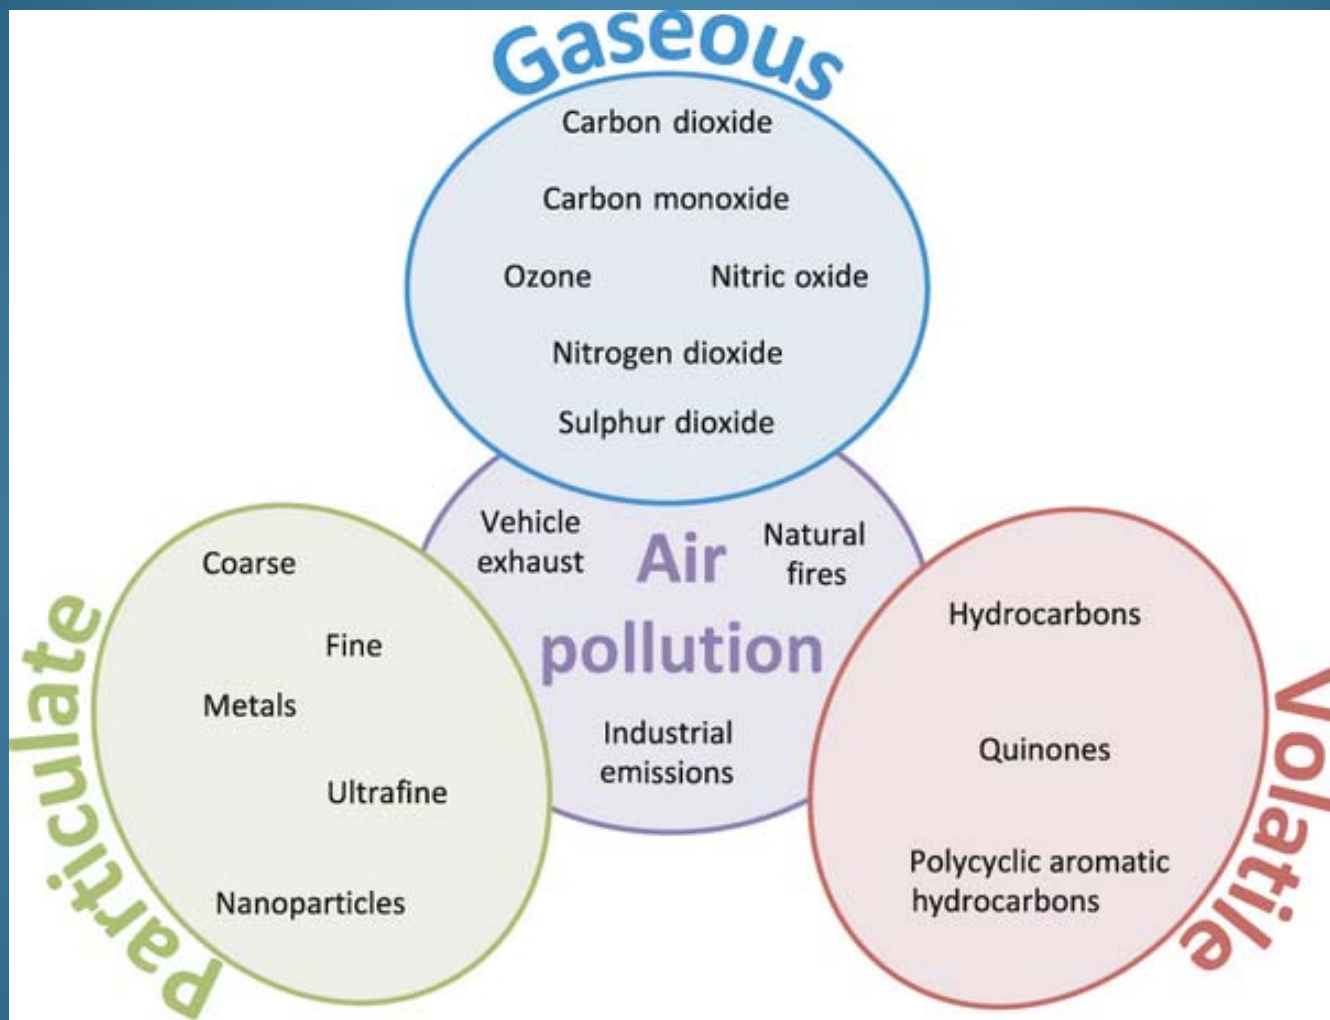 Gaseous
Carbon dioxide
Carbon monoxide
Ozone
Nitric oxide
Nitrogen dioxide
Sulphur dioxide
Vehicle
exhaust
Air
pollution
Natural
fires
Industrial
emissions
Particulate
Coarse
Fine
Metals
Ultrafine
Nanoparticles
Volatile
Hydrocarbons
Quinones
Polycyclic aromatic
hydrocarbons